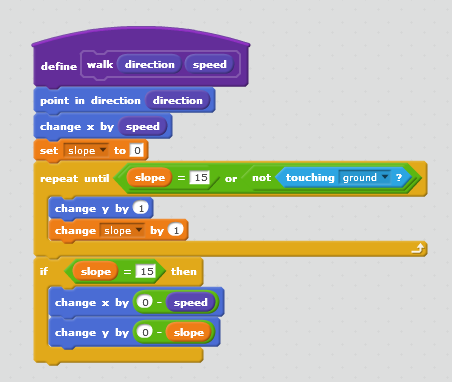 define walk direction speed
point in direction direction
change x by speed
set slope to 0
repeat until slope = 15 or not touching ground ?
change y by 1
change slope by 1
if slope = 15 then
change x by 0 - speed
change y by 0 - slope